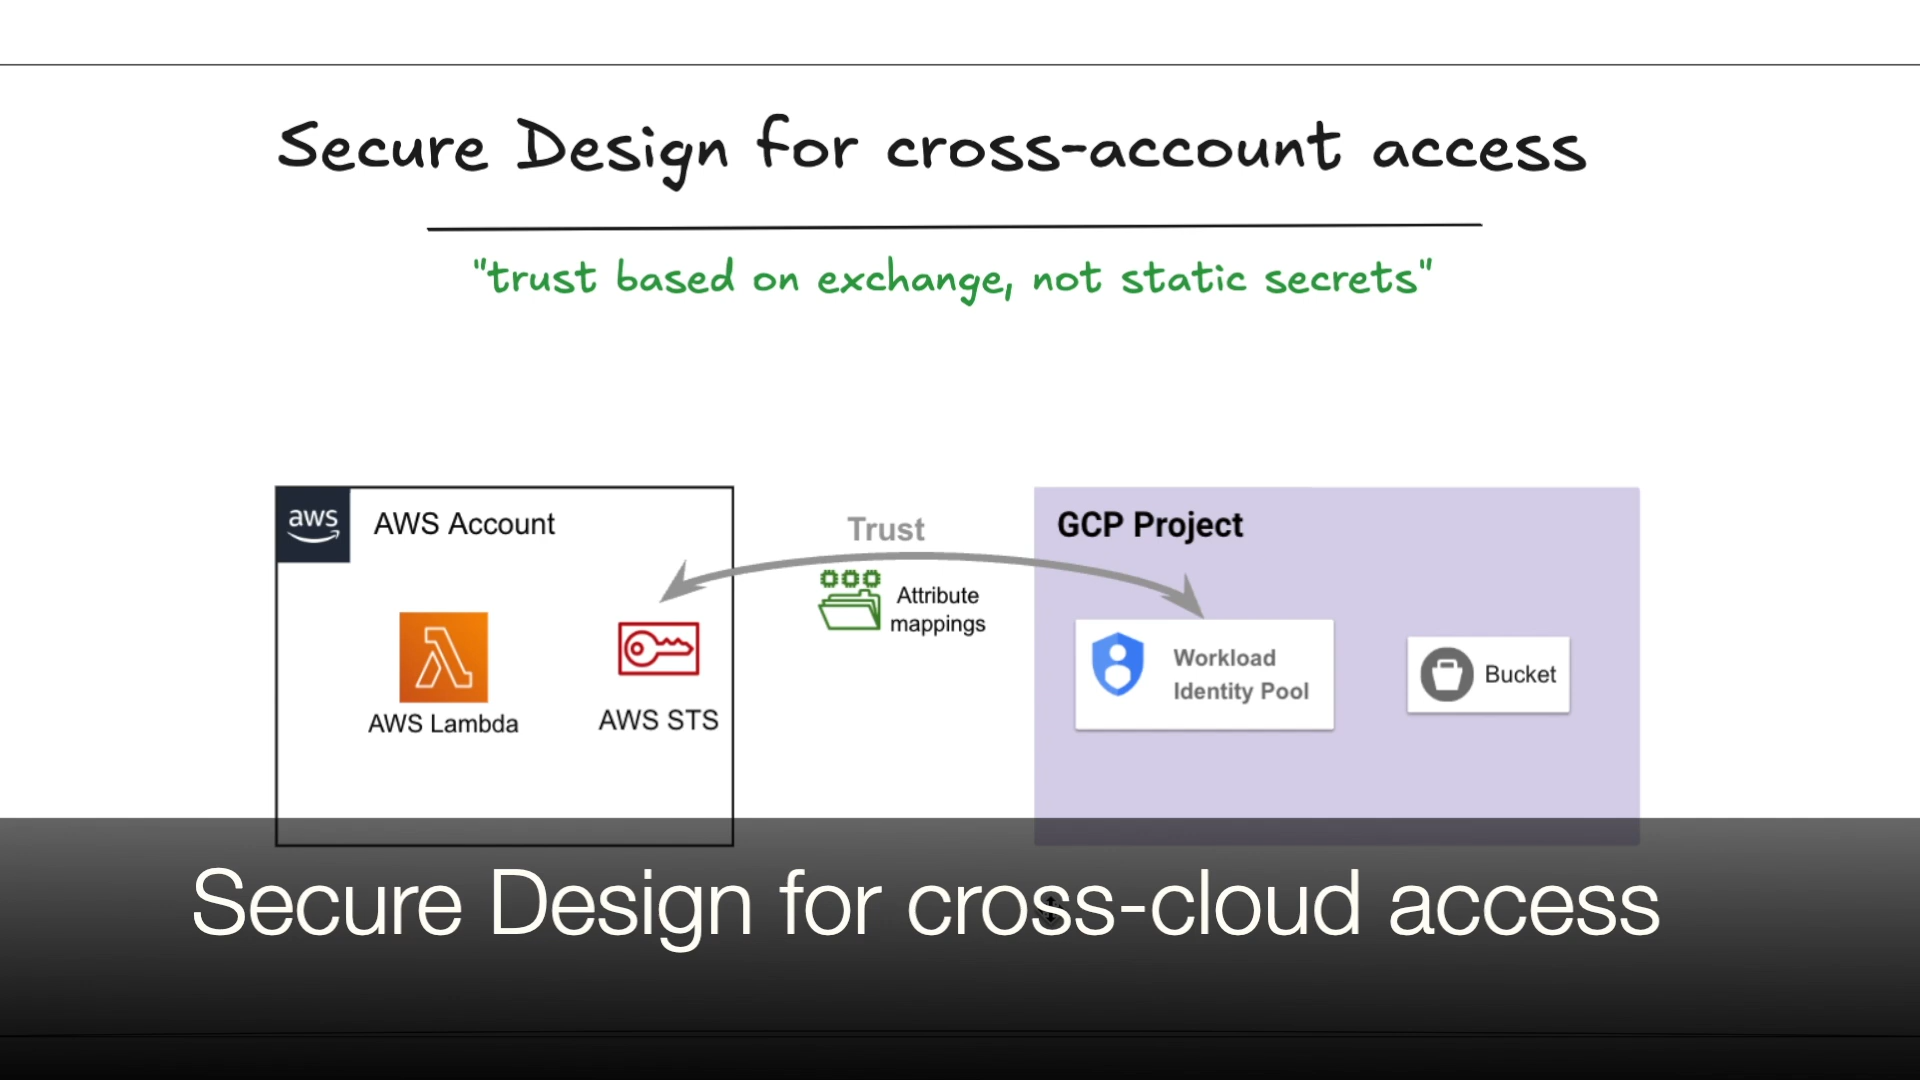 Secure Design for cross-account access
"trust based on exchange, not static secrets"
aws
AWS Account
AWS Lambda
AWS STS
Trust
Attribute
mappings
GCP Project
Workload
Identity Pool
Bucket
Secure Design for cross-cloud access